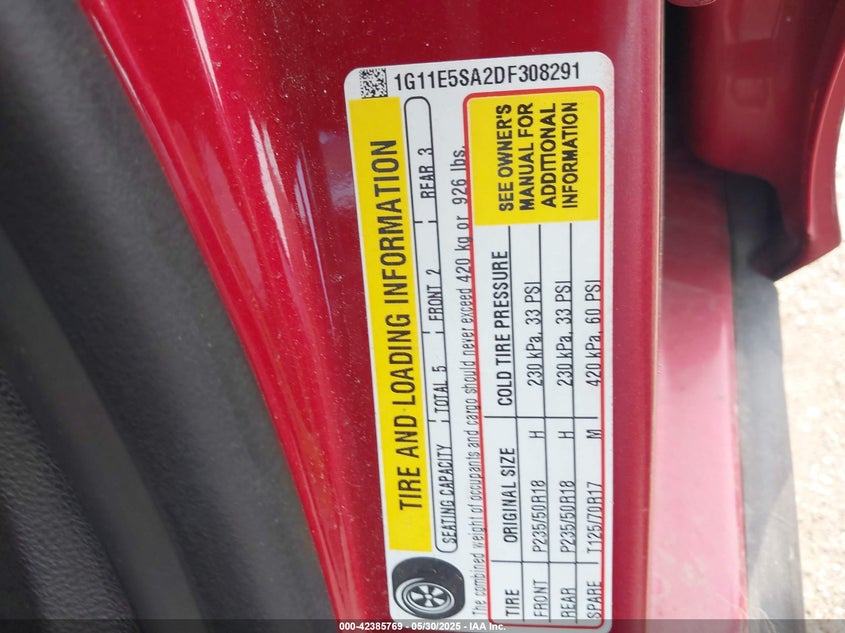 1G11E5SA2DF308291
TIRE AND LOADING INFORMATION
SEATING CAPACITY TOTAL 5 FRONT 2 REAR 3
The combined weight of occupants and cargo should never exceed 420 kg or 926 lbs.
TIRE ORIGINAL SIZE COLD TIRE PRESSURE
FRONT P235/50R18 H 230 kPa, 33 PSI
REAR P235/50R18 H 230 kPa, 33 PSI
SPARE T125/70R17 M 420 kPa, 60 PSI
SEE OWNER'S
MANUAL FOR
ADDITIONAL
INFORMATION
000-42385769 - 05/30/2025 - IAA Inc.